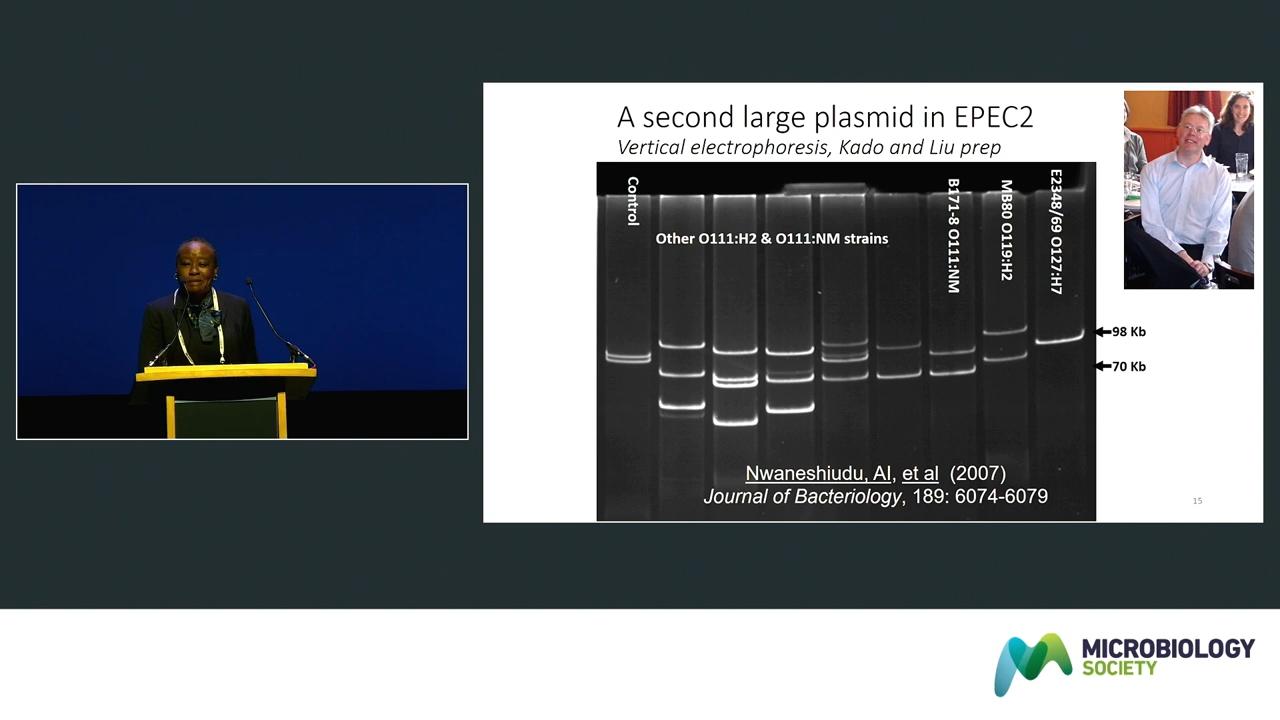 A second large plasmid in EPEC2
Vertical electrophoresis, Kado and Liu prep
Control
Other O111:H2 & O111:NM strains
B171-8 O111:NM
MB80 O119:H2
E2348/69 O127:H7
98 Kb
70 Kb
Nwaneshiudu, AI, et al (2007)
Journal of Bacteriology, 189: 6074-6079
15
MICROBIOLOGY
SOCIETY